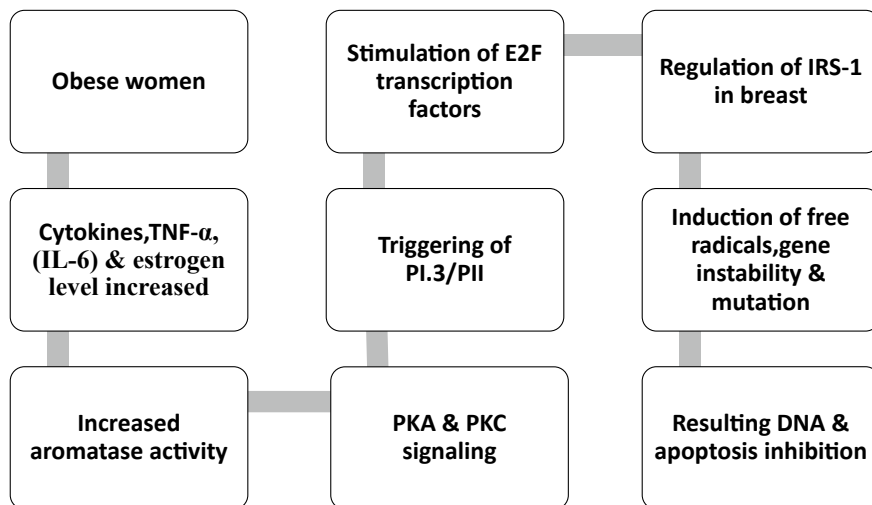 Obese women
Cytokines,TNF-α,
(IL-6) & estrogen
level increased
Increased
aromatase activity
PKA & PKC
signaling
Triggering of
PI.3/PII
Stimulation of E2F
transcription
factors
Regulation of IRS-1
in breast
Induction of free
radicals,gene
instability &
mutation
Resulting DNA &
apoptosis inhibition